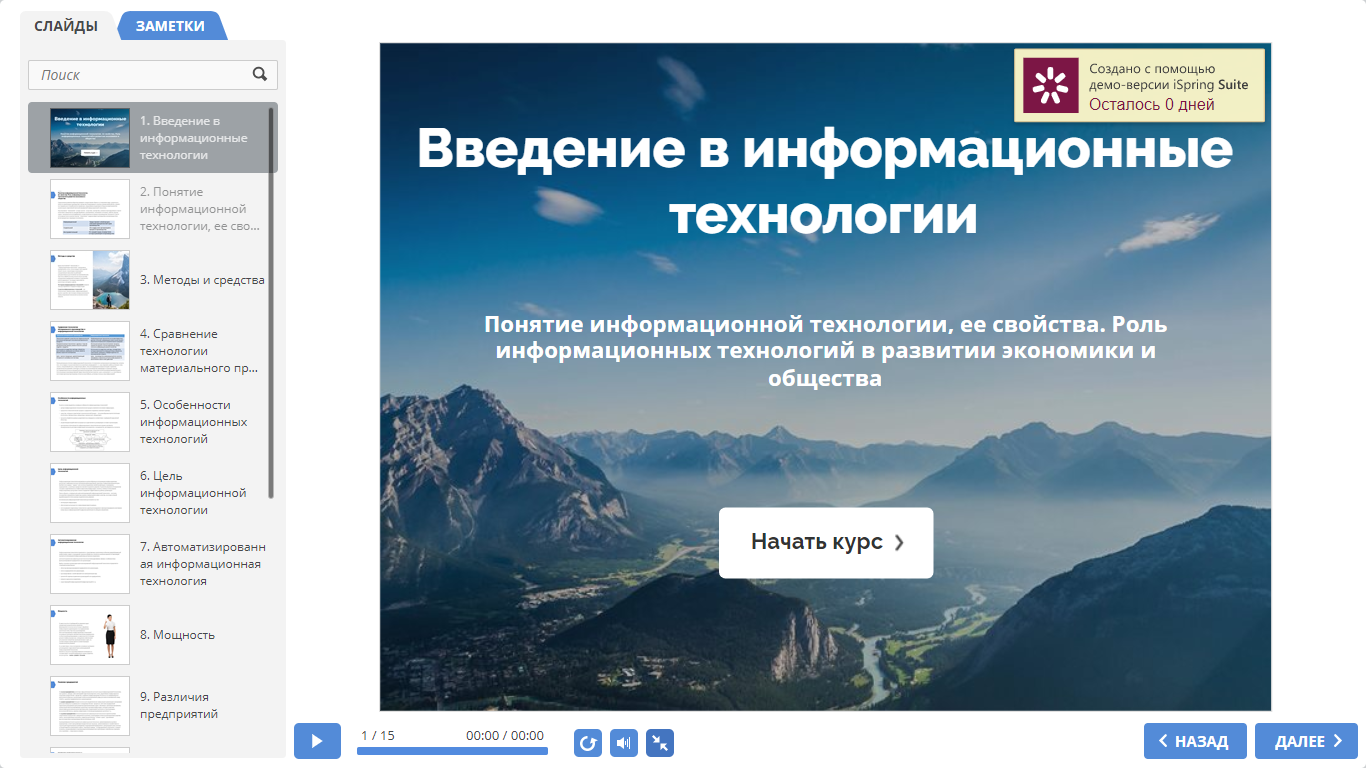 СЛАЙДЫ
ЗАМЕТКИ
Поиск
1. Введение в
информационные
технологии
2. Понятие
информационной
технологии, ее сво...
3. Методы и средства
4. Сравнение
технологии
материального пр...
5. Особенности
информационных
технологий
6. Цель
информационной
технологии
7. Автоматизированн
ая информационная
технология
8. Мощность
9. Различия
предприятий
Создано с помощью
демо-версии iSpring Suite
Осталось 0 дней
Введение в информационные
технологии
Понятие информационной технологии, ее свойства. Роль
информационных технологий в развитии экономики и
общества
Начать курс
1 / 15
00:00 / 00:00
НАЗАД
ДАЛЕЕ